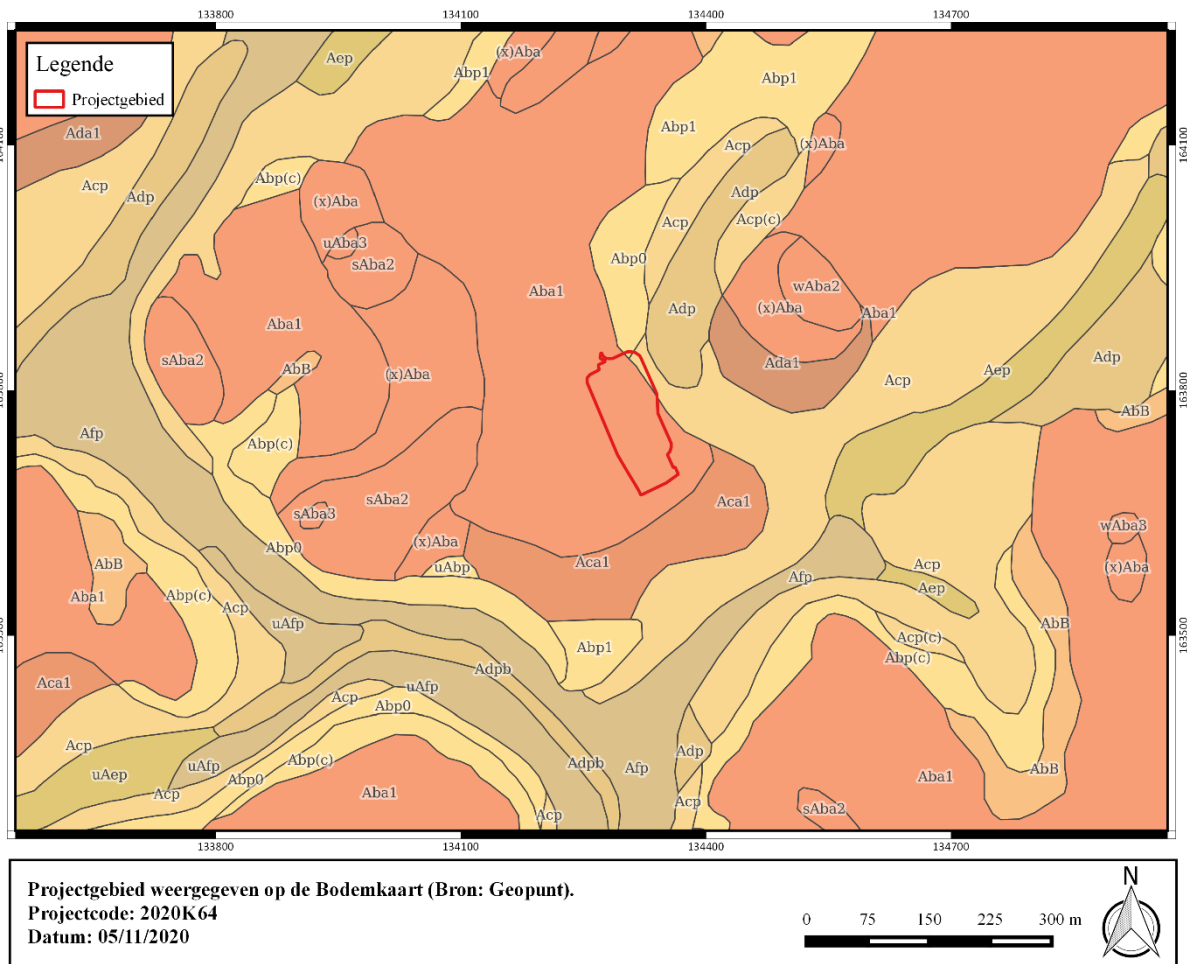 133800 134100 134400 134700
Legende
Projectgebied
Aep
(x)Aba
Abp1
Abp1
Ada1
Abp1
Acp
(x)Aba
164100
Acp
Abp(c)
Adp
Adp
(x)Aba
Acp
Acp(c)
uAba3
sAba2
Abp0
wAba2
Aba1
Adp
(x)Aba
Aba1
Aba1
sAba2
AbB
(x)Aba
Ada1
Acp
Aep
Adp
163800
AbB
Afp
Abp(c)
sAba2
Aca1
sAba3
(x)Aba
wAba3
Abp0
uAbp
Aca1
Afp
Acp
(x)Aba
AbB
Aba1
Abp(c)
Acp
Aep
uAfp
Acp(c)
AbB
163500
Abp1
Abp(c)
Aca1
Adpb
uAfp
Acp
Abp0
Acp
uAep
uAfp
Abp0
Abp(c)
Adpb
Afp
Adp
Aba1
AbB
Acp
Aba1
Acp
Acp
sAba2
133800 134100 134400 134700
Projectgebied weergegeven op de Bodemkaart (Bron: Geopunt).
Projectcode: 2020K64
Datum: 05/11/2020
0 75 150 225 300 m
N